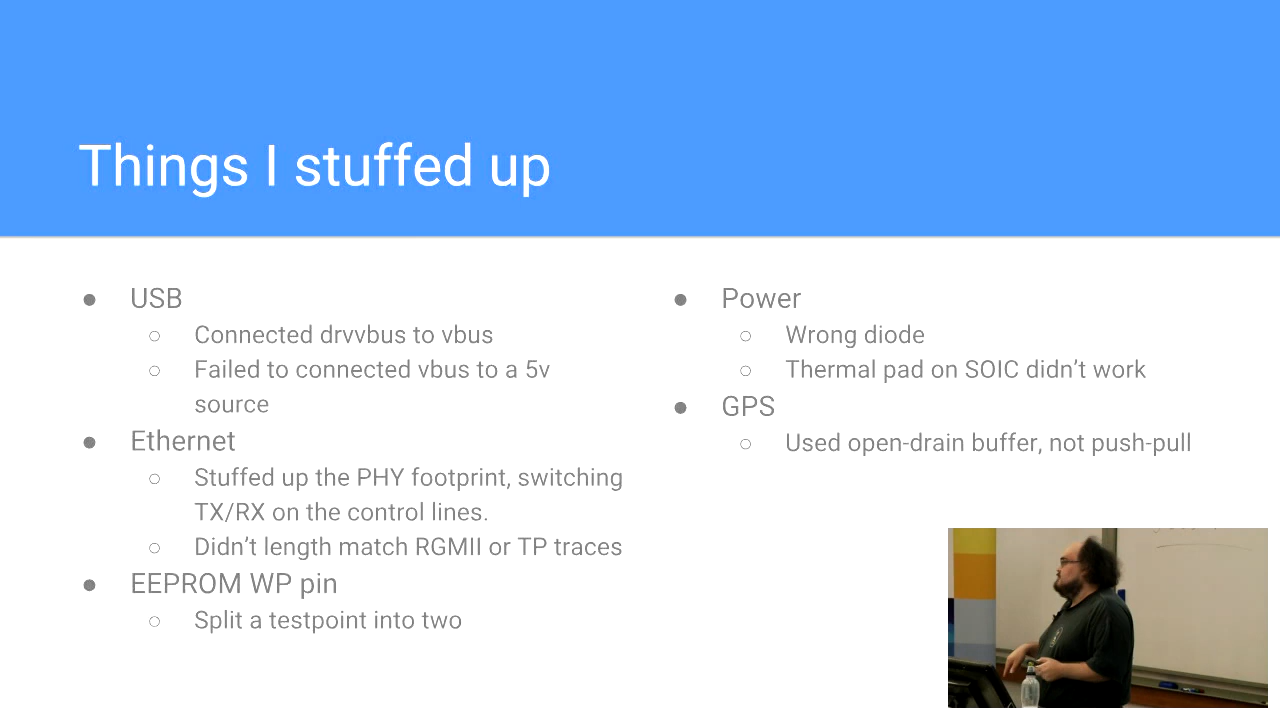 Things I stuffed up
USB
Connected drvvbus to vbus
Failed to connected vbus to a 5v
source
Ethernet
Stuffed up the PHY footprint, switching
TX/RX on the control lines.
Didn't length match RGMII or TP traces
EEPROM WP pin
Split a testpoint into two
Power
Wrong diode
Thermal pad on SOIC didn't work
GPS
Used open-drain buffer, not push-pull